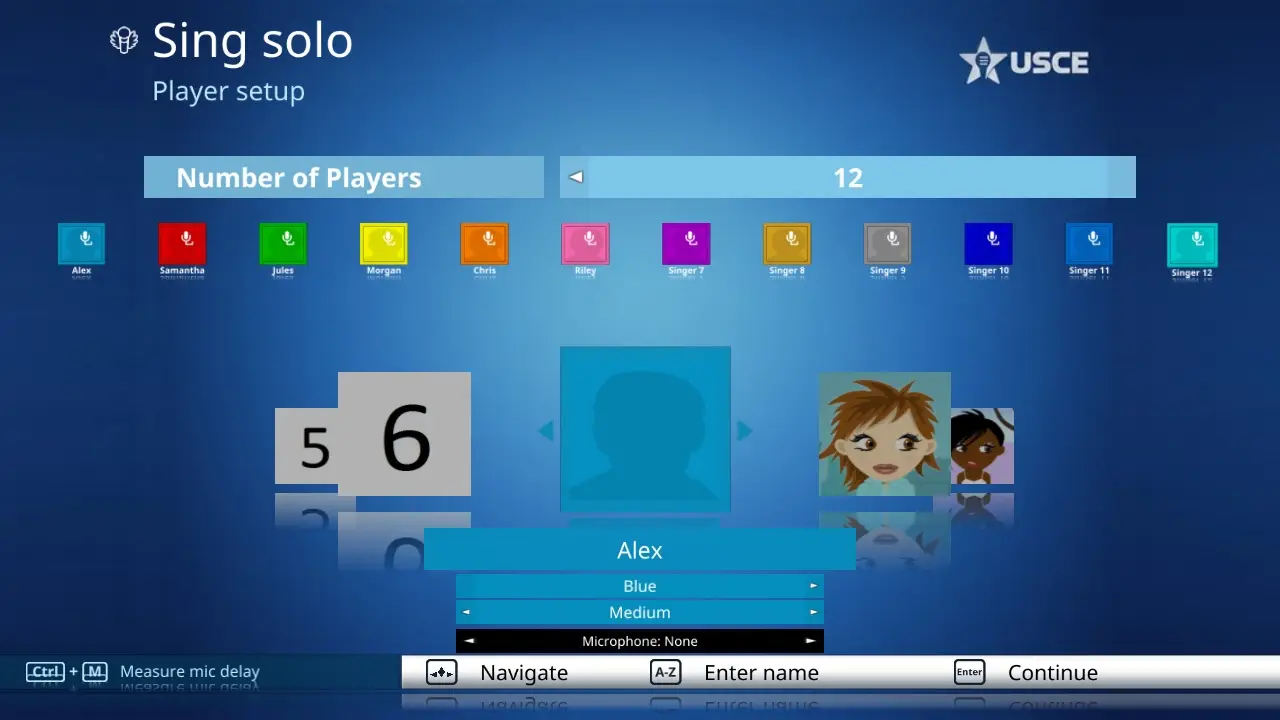 Sing solo
USCE
Player setup
Number of Players
12
Alex
Samantha
Jules
Morgan
Chris
Riley
Singer 7
Singer 8
Singer 9
Singer 10
Singer 11
Singer 12
5
6
Alex
Blue
Medium
Microphone: None
Ctrl + M Measure mic delay
Navigate
A-Z Enter name
Enter Continue